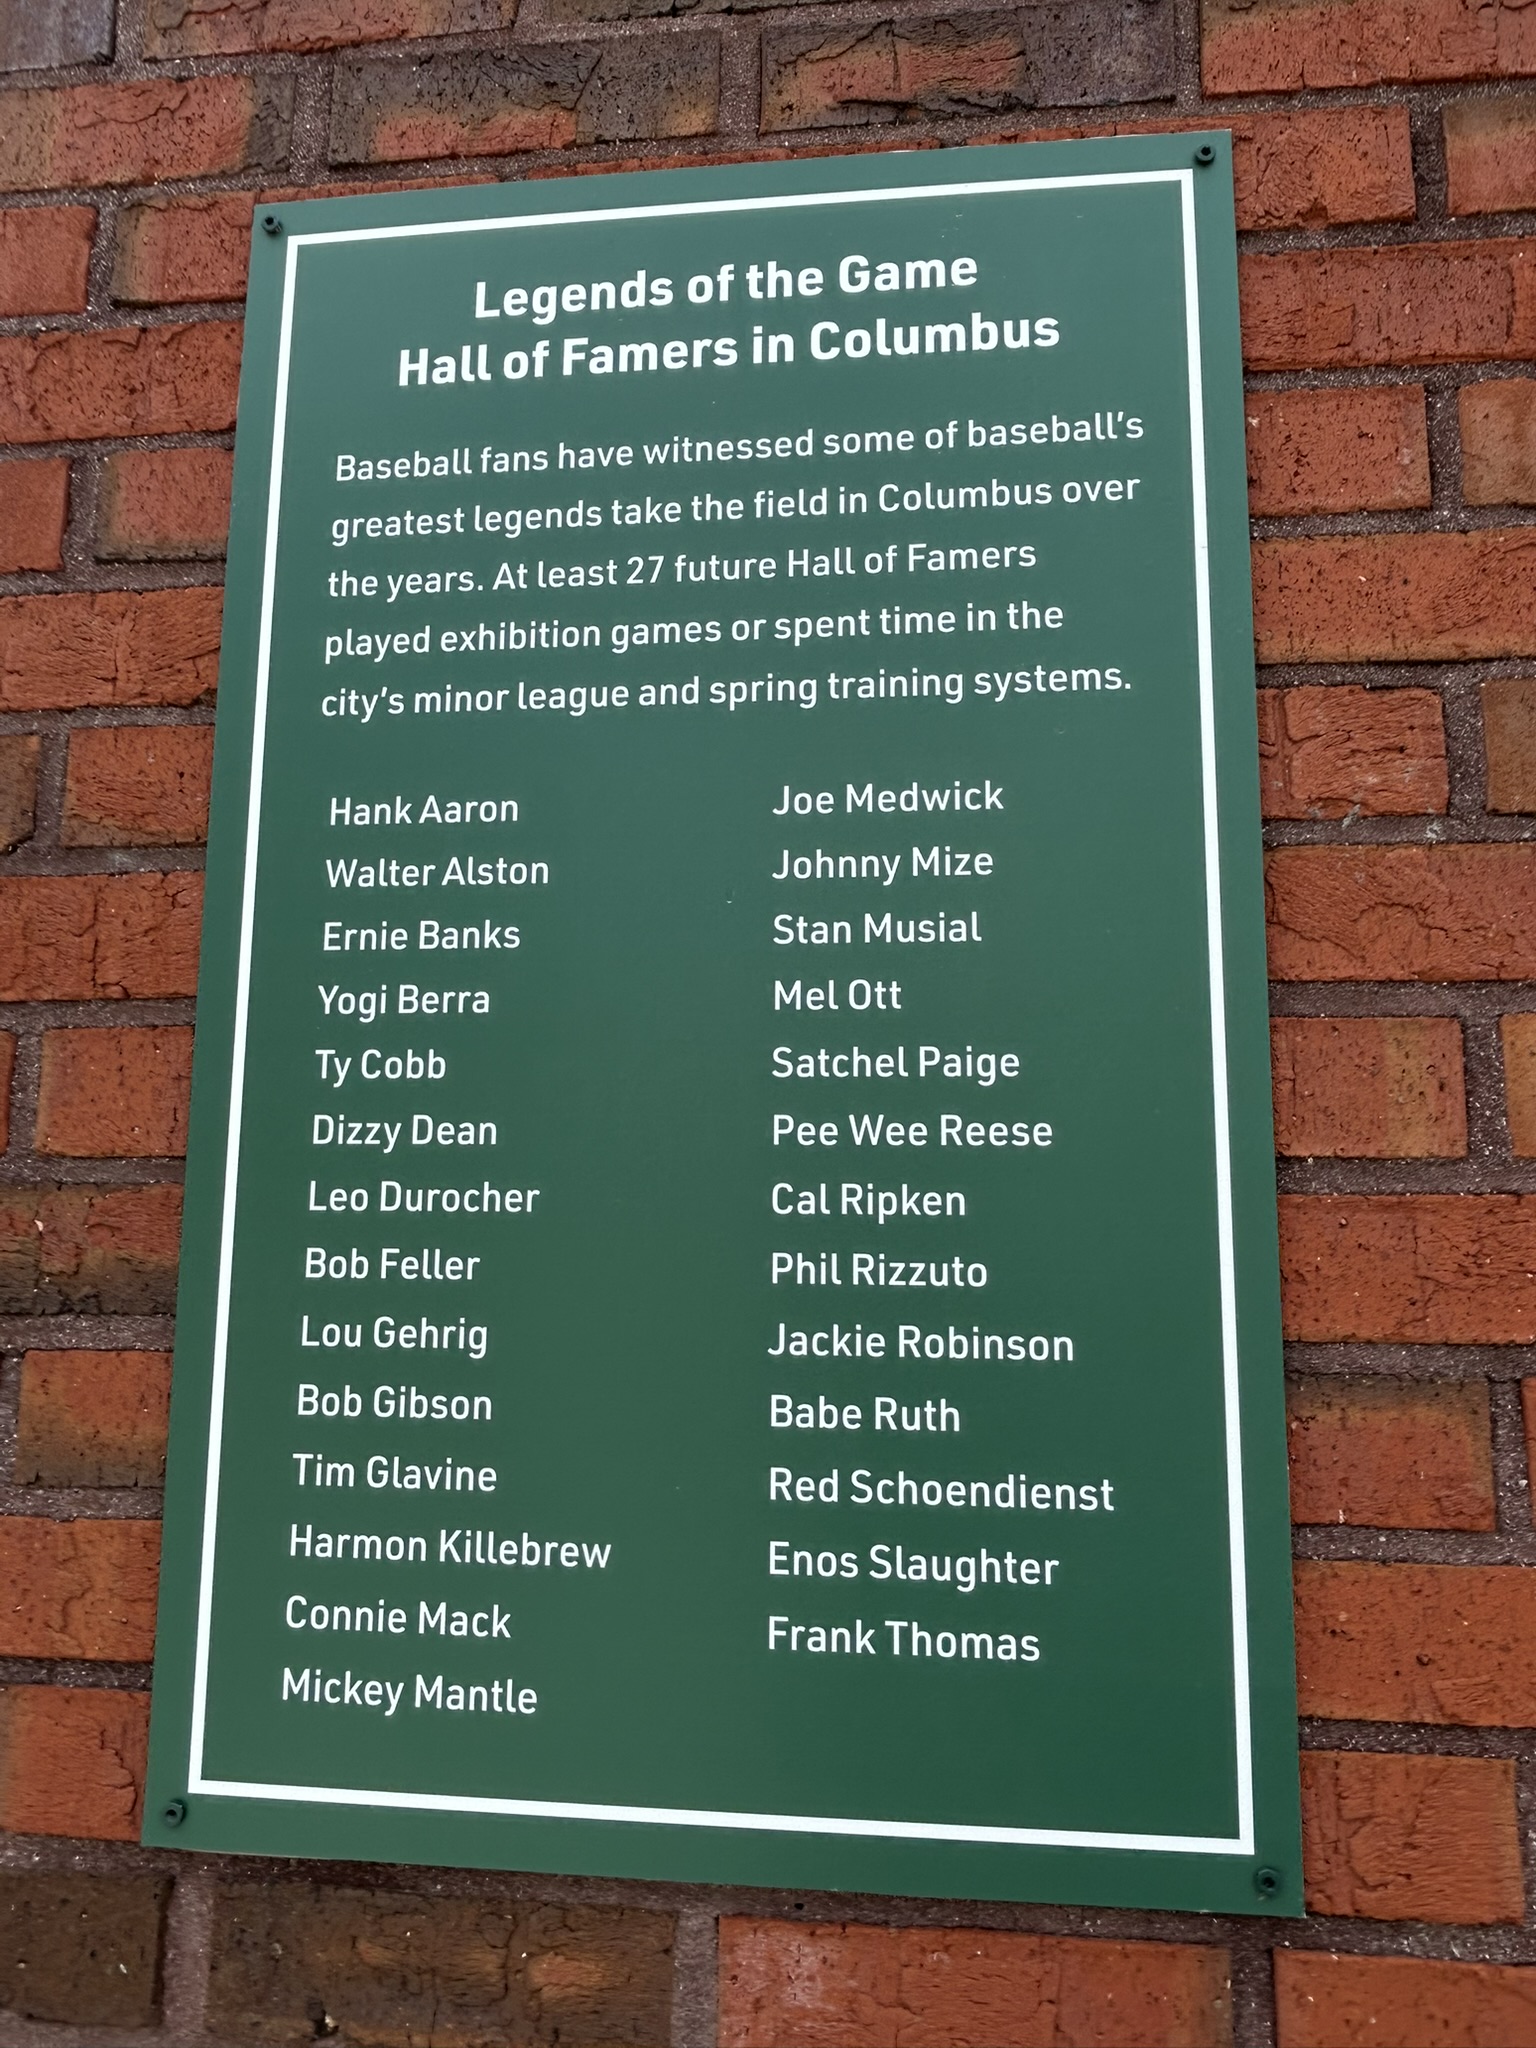 Legends of the Game
Hall of Famers in Columbus
Baseball fans have witnessed some of baseball's
greatest legends take the field in Columbus over
the years. At least 27 future Hall of Famers
played exhibition games or spent time in the
city's minor league and spring training systems.
Hank Aaron
Walter Alston
Ernie Banks
Yogi Berra
Ty Cobb
Dizzy Dean
Leo Durocher
Bob Feller
Lou Gehrig
Bob Gibson
Tim Glavine
Harmon Killebrew
Connie Mack
Mickey Mantle
Joe Medwick
Johnny Mize
Stan Musial
Mel Ott
Satchel Paige
Pee Wee Reese
Cal Ripken
Phil Rizzuto
Jackie Robinson
Babe Ruth
Red Schoendienst
Enos Slaughter
Frank Thomas